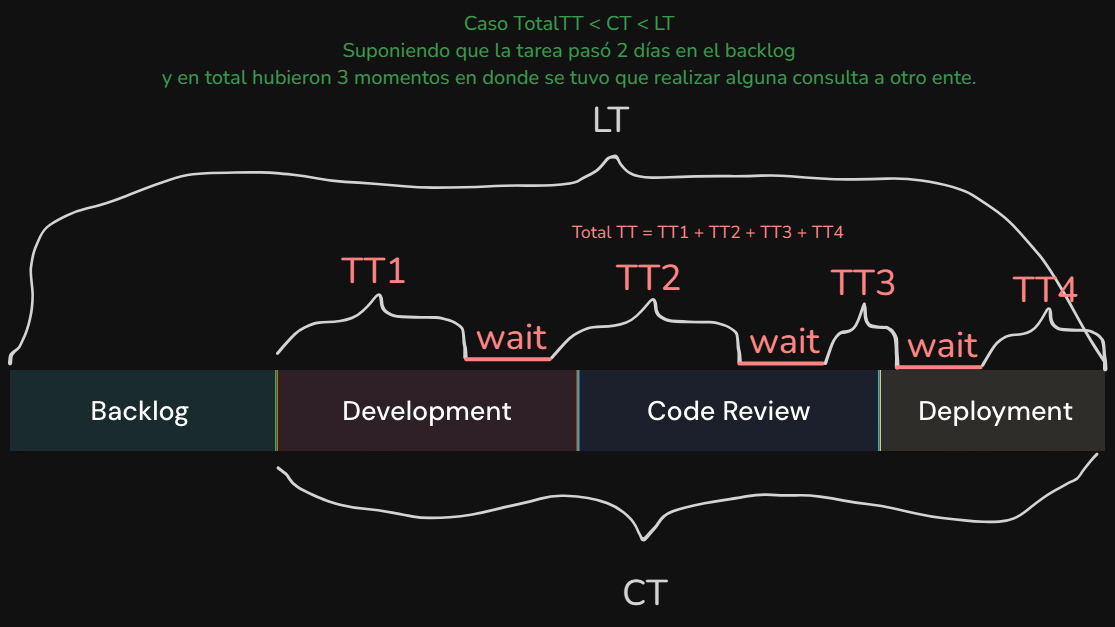 Caso TotalTT < CT < LT
Suponiendo que la tarea pasó 2 días en el backlog
y en total hubieron 3 momentos en donde se tuvo que realizar alguna consulta a otro ente.
LT
Total TT = TT1 + TT2 + TT3 + TT4
TT1
TT2
TT3
TT4
wait
wait
wait
Backlog
Development
Code Review
Deployment
CT